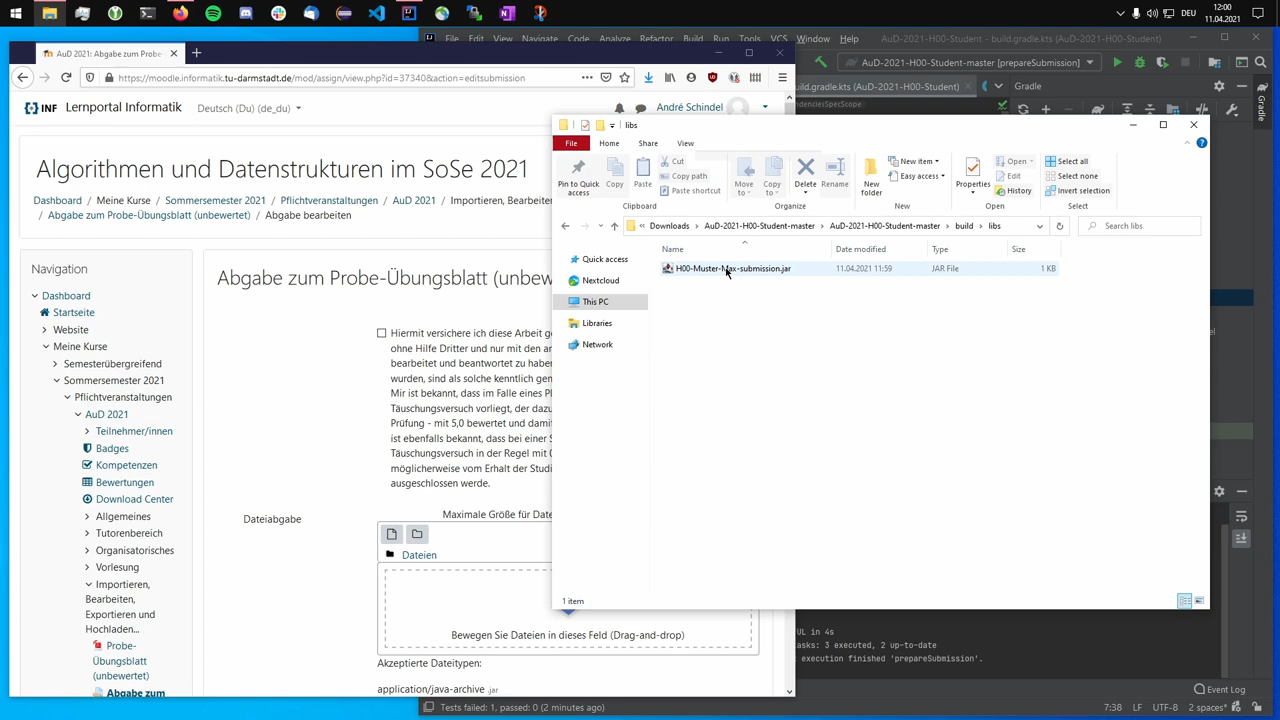 DEU
12:00
11.04.2021
AuD 2021: Abgabe zum Probe-
https://moodle.informatik.tu-darmstadt.de/mod/assign/view.php?id=37340&action=editsubmission
INF Lernportal Informatik
Deutsch (Du) (de_du)
André Schindel
Algorithmen und Datenstrukturen im SoSe 2021
Dashboard / Meine Kurse / Sommersemester 2021 / Pflichtveranstaltungen / AuD 2021 / Importieren, Bearbeiten
/ Abgabe zum Probe-Übungsblatt (unbewertet) / Abgabe bearbeiten
Navigation
Dashboard
Startseite
Website
Meine Kurse
Semesterübergreifend
Sommersemester 2021
Pflichtveranstaltungen
AuD 2021
Teilnehmer/innen
Badges
Kompetenzen
Bewertungen
Download Center
Allgemeines
Tutorenbereich
Organisatorisches
Vorlesung
Importieren,
Bearbeiten,
Exportieren und
Hochladen...
Probe-
Übungsblatt
(unbewertet)
Abgabe zum
Abgabe zum Probe-Übungsblatt (unbew
Hiermit versichere ich diese Arbeit ge
ohne Hilfe Dritter und nur mit den an
bearbeitet und beantwortet zu haben
wurden, sind als solche kenntlich gen
Mir ist bekannt, dass im Falle eines Pl
Täuschungsversuch vorliegt, der dazu
Prüfung - mit 5,0 bewertet und damit
ist ebenfalls bekannt, dass bei einer S
Täuschungsversuch in der Regel mit 0
möglicherweise vom Erhalt der Studi
ausgeschlossen werde.
Dateiabgabe
Maximale Größe für Date
Dateien
Bewegen Sie Dateien in dieses Feld (Drag-and-drop)
Akzeptierte Dateitypen:
application/java-archive .jar
File Edit View Navigate Code Analyze Refactor Build Run Tools VCS Window Help
AuD-2021-H00-Student-master - build.gradle.kts (AuD-2021-H00-Student)
AuD-2021-H00-Student-master [prepareSubmission]
build.gradle.kts (AuD-2021-H00-Student)
Gradle
Gradle
libs
File Home Share View
Pin to Quick access
Copy
Paste
Cut
Copy path
Paste shortcut
Move to
Copy to
Delete
Rename
New folder
New item
Easy access
Properties
Open
Edit
History
Select all
Select none
Invert selection
Clipboard
Organize
New
Open
Select
« Downloads > AuD-2021-H00-Student-master > AuD-2021-H00-Student-master > build > libs
Search libs
Name
Date modified
Type
Size
H00-Muster-Max-submission.jar
11.04.2021 11:59
JAR File
1 KB
Quick access
Nextcloud
This PC
Libraries
Network
1 item
UL in 4s
tasks: 3 executed, 2 up-to-date
execution finished 'prepareSubmission'.
Event Log
Tests failed: 1, passed: 0 (2 minutes ago)
7:38 LF UTF-8 2 spaces*